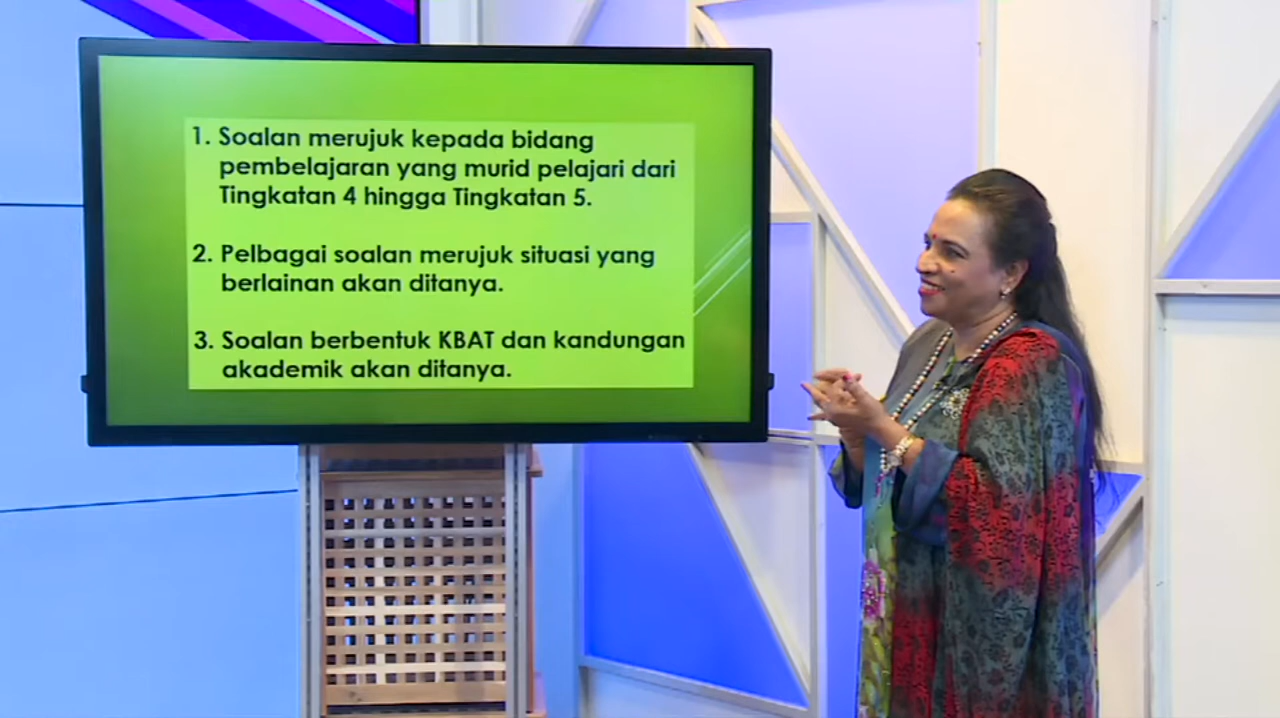 1. Soalan merujuk kepada bidang
pembelajaran yang murid pelajari dari
Tingkatan 4 hingga Tingkatan 5.
2. Pelbagai soalan merujuk situasi yang
berlainan akan ditanya.
3. Soalan berbentuk KBAT dan kandungan
akademik akan ditanya.